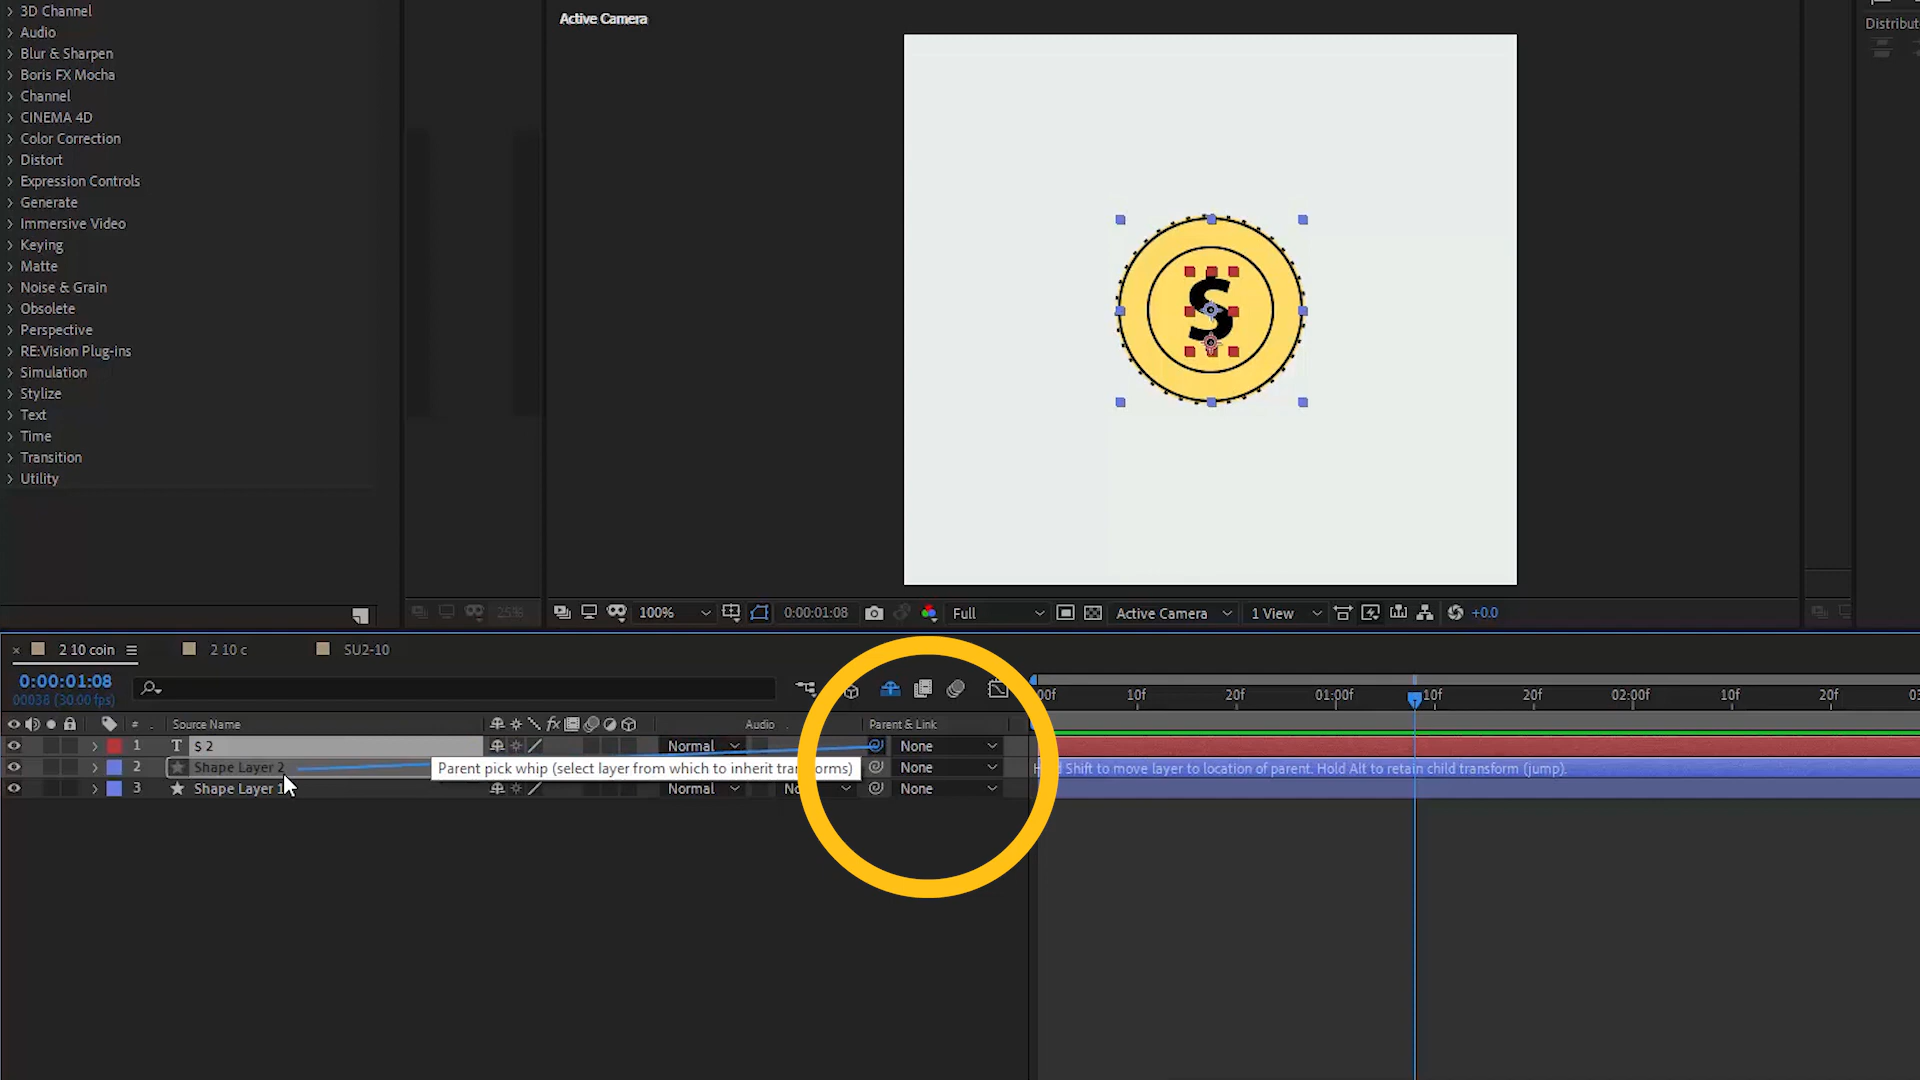 3D Channel
Audio
Blur & Sharpen
Boris FX Mocha
Channel
CINEMA 4D
Color Correction
Distort
Expression Controls
Generate
Immersive Video
Keying
Matte
Noise & Grain
Obsolete
Perspective
RE:Vision Plug-ins
Simulation
Stylize
Text
Time
Transition
Utility
Active Camera
Distribut
S
25%
100%
0:00:01:08
Full
Active Camera
1 View
+0.0
2 10 coin
2 10 c
SU2-10
0:00:01:08
00038 (30.00 fps)
:00f 10f 20f 01:00f 10f 20f 02:00f 10f 20f 03
# Source Name fx Audio Parent & Link
1 T S 2 Normal None
2 Shape Layer 2 None
Parent pick whip (select layer from which to inherit transforms)
Shift to move layer to location of parent. Hold Alt to retain child transform (jump).
3 Shape Layer 1 Normal No None